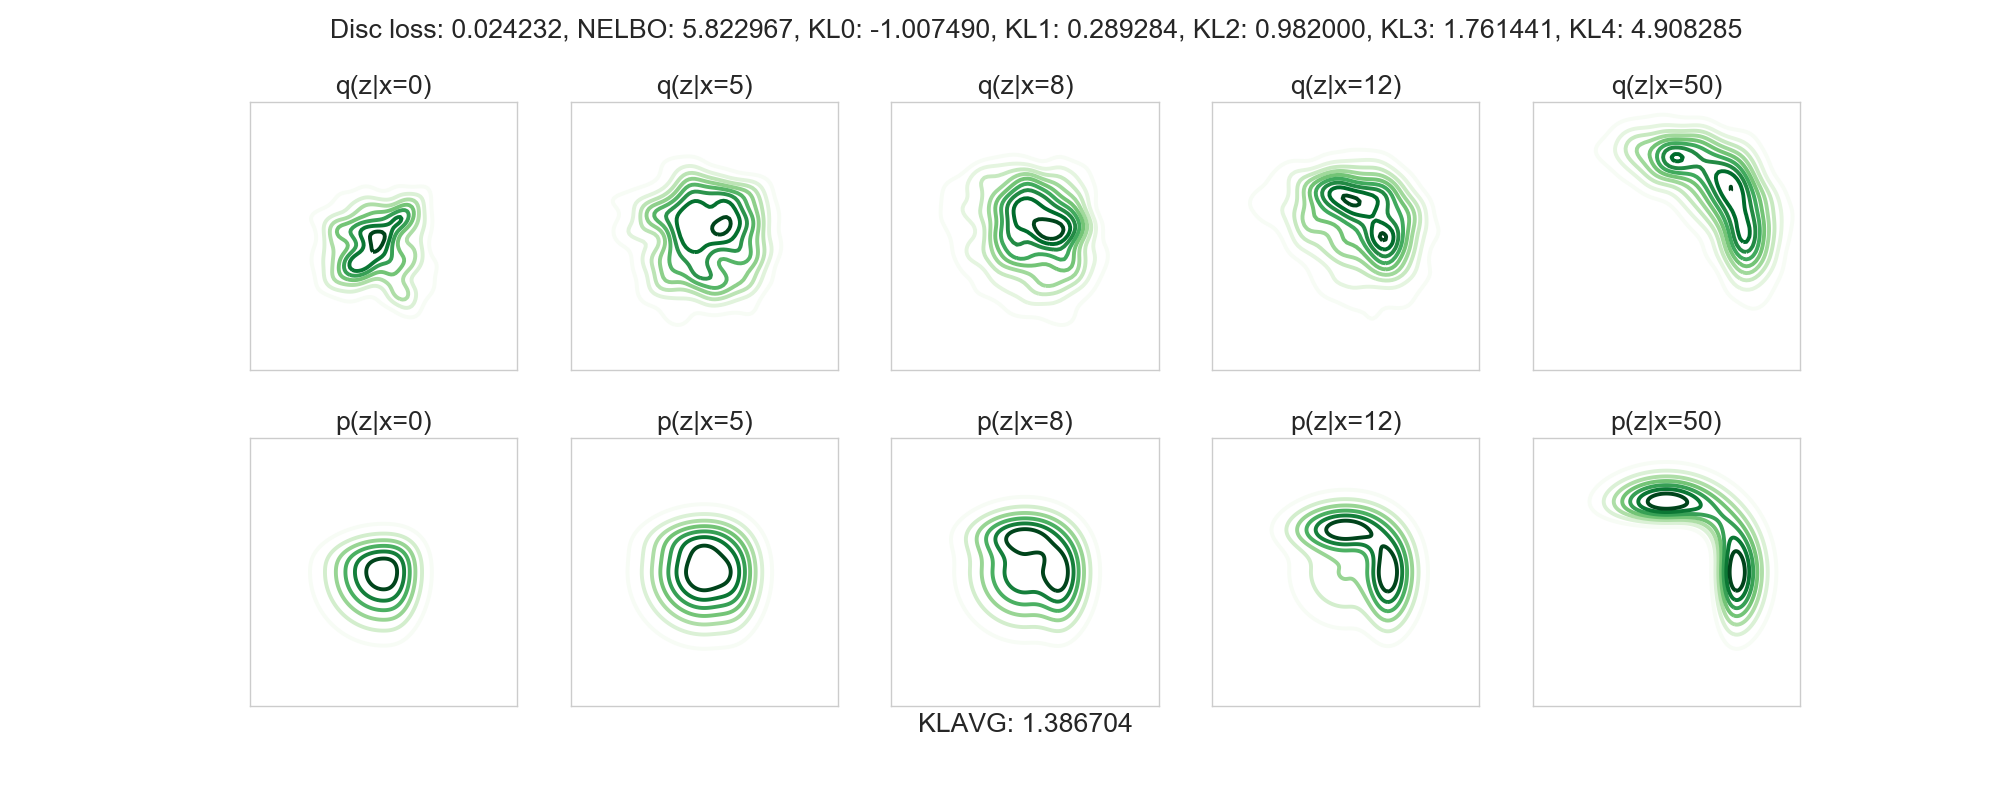 Disc loss: 0.024232, NELBO: 5.822967, KL0: -1.007490, KL1: 0.289284, KL2: 0.982000, KL3: 1.761441, KL4: 4.908285
q(z|x=0)
q(z|x=5)
q(z|x=8)
q(z|x=12)
q(z|x=50)
p(z|x=0)
p(z|x=5)
p(z|x=8)
p(z|x=12)
p(z|x=50)
KLAVG: 1.386704